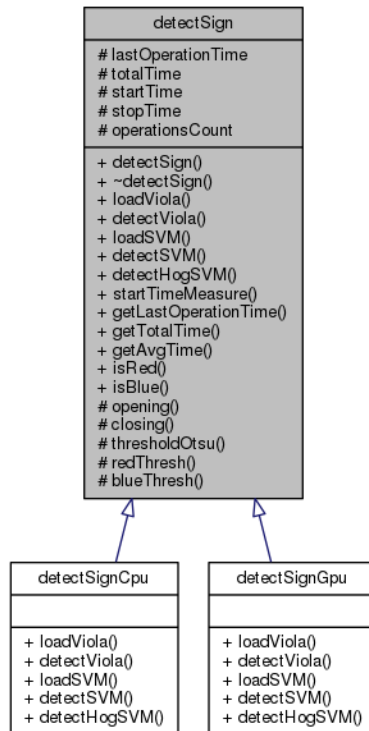 detectSign
# lastOperationTime
# totalTime
# startTime
# stopTime
# operationsCount
+ detectSign()
+ ~detectSign()
+ loadViola()
+ detectViola()
+ loadSVM()
+ detectSVM()
+ detectHogSVM()
+ startTimeMeasure()
+ getLastOperationTime()
+ getTotalTime()
+ getAvgTime()
+ isRed()
+ isBlue()
# opening()
# closing()
# thresholdOtsu()
# redThresh()
# blueThresh()
detectSignCpu
+ loadViola()
+ detectViola()
+ loadSVM()
+ detectSVM()
+ detectHogSVM()
detectSignGpu
+ loadViola()
+ detectViola()
+ loadSVM()
+ detectSVM()
+ detectHogSVM()